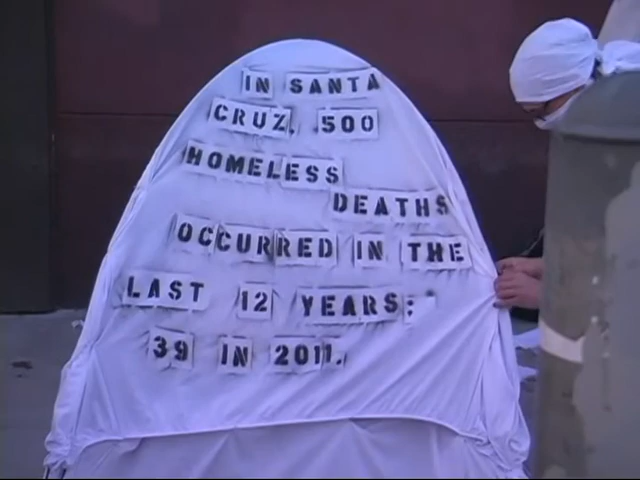 IN SANTA
CRUZ, 500
HOMELESS
DEATHS
OCCURRED IN THE
LAST 12 YEARS:
39 IN 2011.